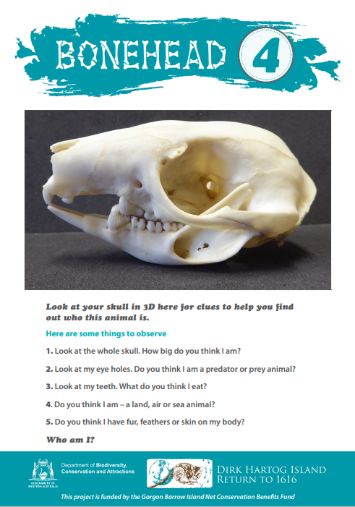 BONEHEAD 4
Look at your skull in 3D here for clues to help you find
out who this animal is.
Here are some things to observe
1. Look at the whole skull. How big do you think I am?
2. Look at my eye holes. Do you think I am a predator or prey animal?
3. Look at my teeth. What do you think I eat?
4. Do you think I am – a land, air or sea animal?
5. Do you think I have fur, feathers or skin on my body?
Who am I?
Department of Biodiversity,
Conservation and Attractions
DIRK HARTOG ISLAND
RETURN TO 1616
This project is funded by the Gorgon Barrow Island Net Conservation Benefits Fund